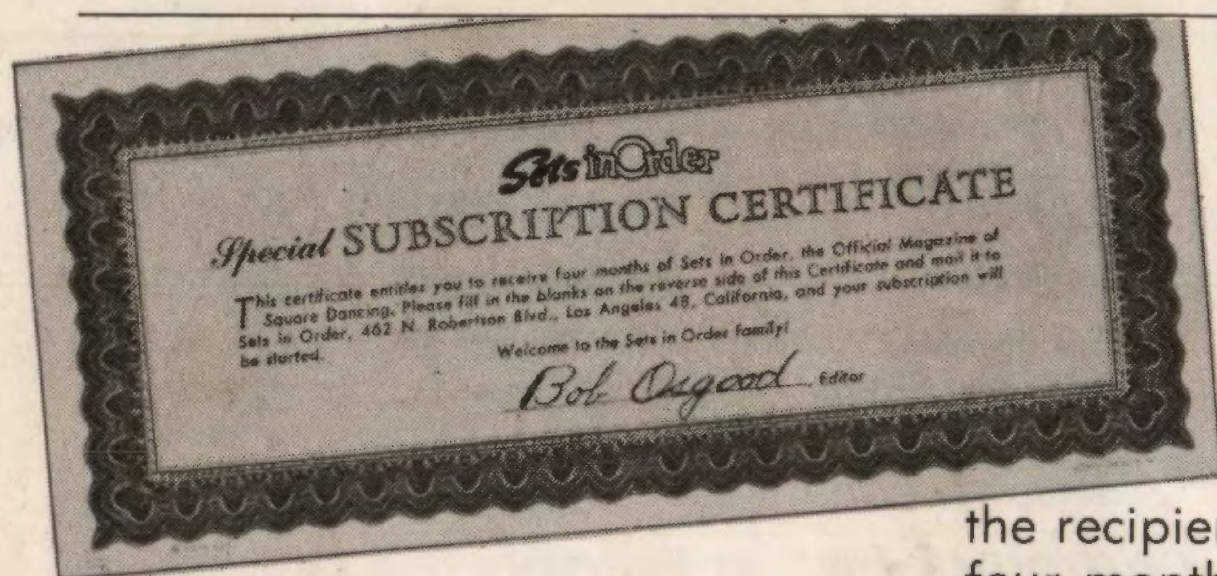 Sets in Order
Special SUBSCRIPTION CERTIFICATE
This certificate entitles you to receive four months of Sets in Order, the Official Magazine of
Square Dancing. Please fill in the blanks on the reverse side of this Certificate and mail it to
Sets in Order, 462 N. Robertson Blvd., Los Angeles 48, California, and your subscription will
be started.
Welcome to the Sets in Order family!
Bob Osgood, Editor
the recipie
four month